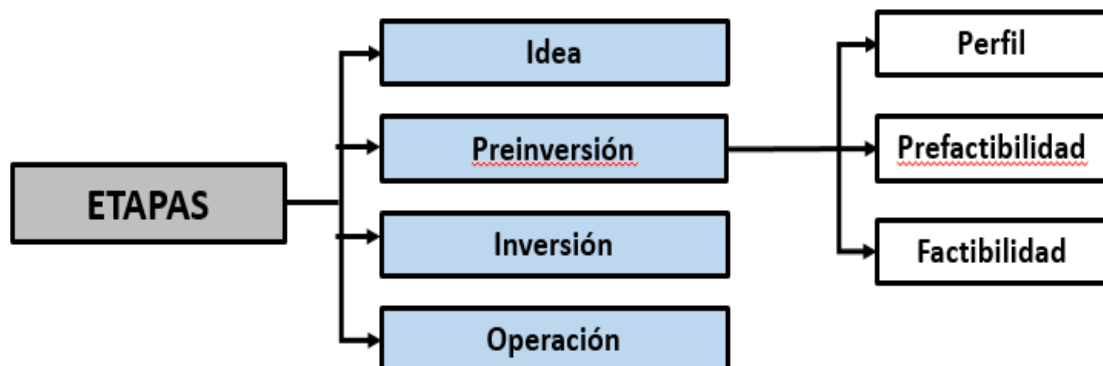 ETAPAS
Idea
Preinversión
Inversión
Operación
Perfil
Prefactibilidad
Factibilidad